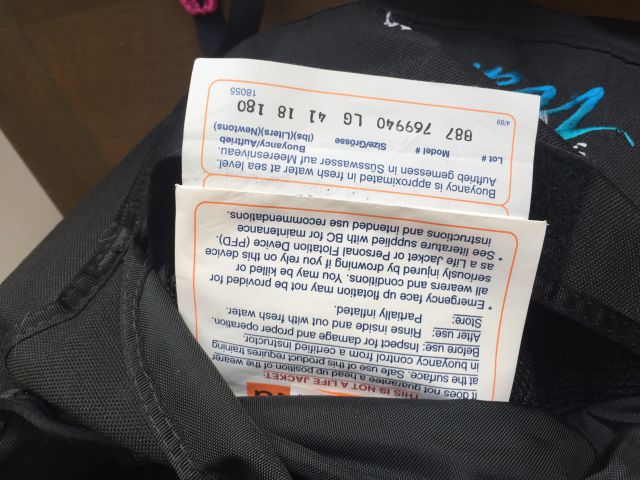 THIS IS NOT A LIFE JACKET
It does not guarantee a head up position of the wearer
at the surface. Safe use of this product requires training
in buoyancy control from a certified instructor.
Before use: Inspect for damage and proper operation
After use: Rinse inside and out with fresh water.
Store: Partially inflated.
* Emergency face up flotation may not be provided for
all wearers and conditions. You may be killed or
seriously injured by drowning if you rely on this device
as a Life Jacket or Personal Flotation Device (PFD).
* See literature supplied with BC for maintenance
instructions and intended use recommendations.
Buoyancy is approximated in fresh water at sea level.
Auftrieb gemessen in Süsswasser auf Meeresniveau.
Lot # Model # Size/Grösse Buoyancy/Auftrieb
(lbs)(Liters)(Newtons)
887 769940 LG 41 18 180
4/99 18055